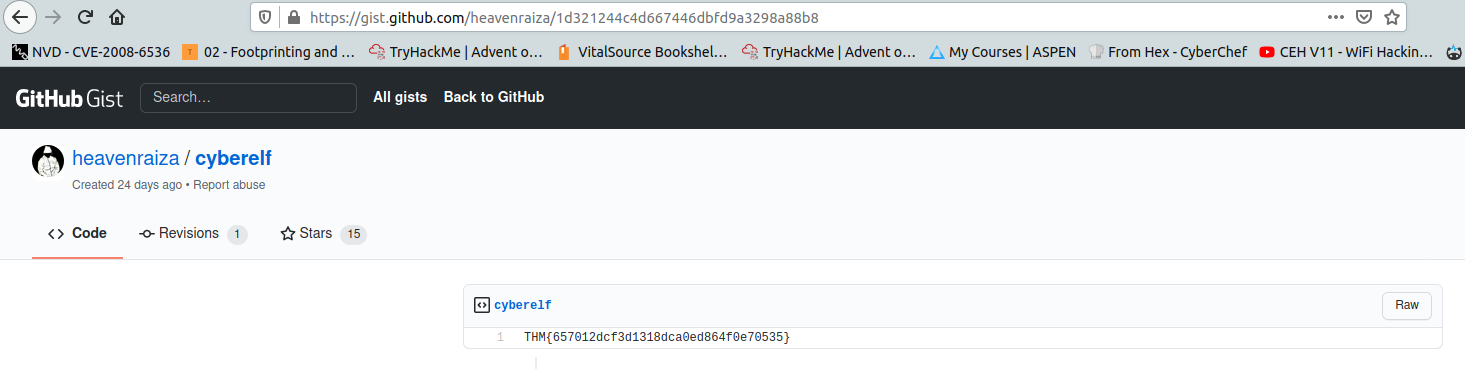 https://gist.github.com/heavenraiza/1d321244c4d667446dbfd9a3298a88b8
NVD - CVE-2008-6536 02 - Footprinting and … TryHackMe | Advent o… VitalSource Bookshel… TryHackMe | Advent o… My Courses | ASPEN From Hex - CyberChef CEH V11 - WiFi Hackin…
GitHub Gist Search… All gists Back to GitHub
heavenraiza / cyberelf
Created 24 days ago • Report abuse
Code Revisions 1 Stars 15
cyberelf Raw
1 THM{657012dcf3d1318dca0ed864f0e70535}